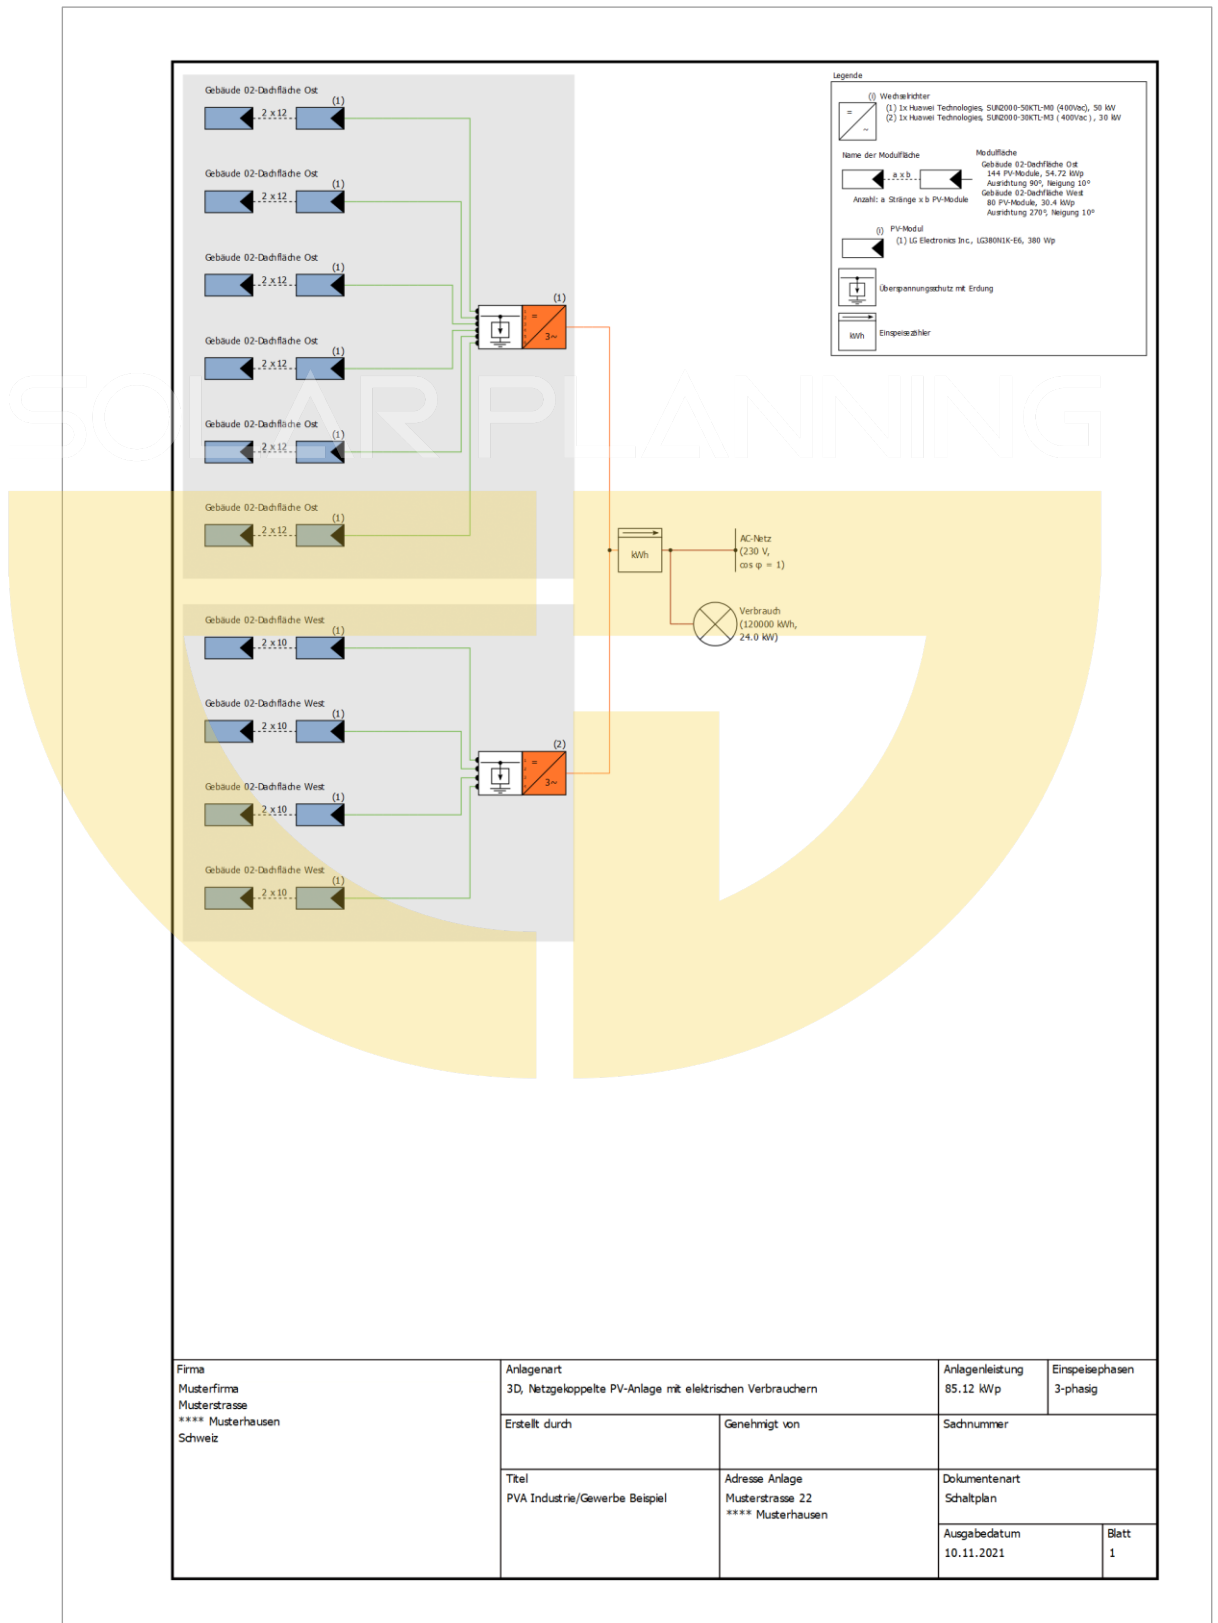 Gebäude 02-Dachfläche Ost
(1)
2 x 12
Gebäude 02-Dachfläche Ost
(1)
2 x 12
Gebäude 02-Dachfläche Ost
(1)
2 x 12
Gebäude 02-Dachfläche Ost
(1)
2 x 12
Gebäude 02-Dachfläche Ost
(1)
2 x 12
Gebäude 02-Dachfläche Ost
(1)
2 x 12
(1)
=
3~
Gebäude 02-Dachfläche West
(1)
2 x 10
Gebäude 02-Dachfläche West
(1)
2 x 10
Gebäude 02-Dachfläche West
(1)
2 x 10
Gebäude 02-Dachfläche West
(1)
2 x 10
(2)
=
3~
kWh
AC-Netz
(230 V,
cos φ = 1)
Verbrauch
(120000 kWh,
24.0 kW)
Legende
=
~
(i) Wechselrichter
(1) 1x Huawei Technologies, SUN2000-50KTL-M0 (400Vac), 50 kW
(2) 1x Huawei Technologies, SUN2000-30KTL-M3 ( 400Vac ) , 30 kW
Name der Modulfläche
a x b
Anzahl: a Stränge x b PV-Module
Modulfläche
Gebäude 02-Dachfläche Ost
144 PV-Module, 54.72 kWp
Ausrichtung 90°, Neigung 10°
Gebäude 02-Dachfläche West
80 PV-Module, 30.4 kWp
Ausrichtung 270°, Neigung 10°
(i) PV-Modul
(1) LG Electronics Inc., LG380N1K-E6, 380 Wp
Überspannungsschutz mit Erdung
kWh
Einspeisezähler
SOLAR PLANNING
Firma
Musterfirma
Musterstrasse
**** Musterhausen
Schweiz
Anlagenart
3D, Netzgekoppelte PV-Anlage mit elektrischen Verbrauchern
Anlagenleistung
85.12 kWp
Einspeisephasen
3-phasig
Erstellt durch
Genehmigt von
Sachnummer
Titel
PVA Industrie/Gewerbe Beispiel
Adresse Anlage
Musterstrasse 22
**** Musterhausen
Dokumentenart
Schaltplan
Ausgabedatum
10.11.2021
Blatt
1